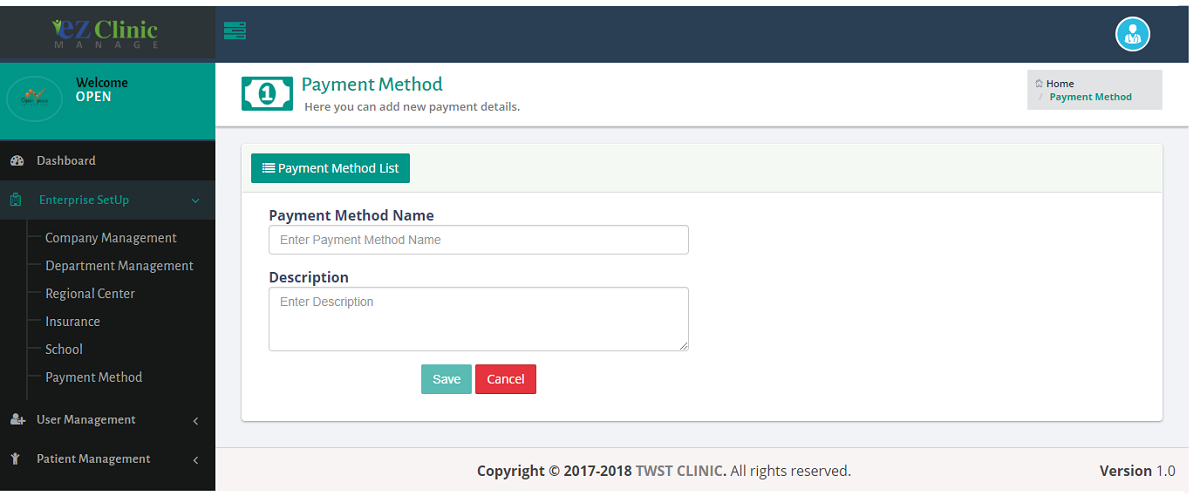 ez Clinic
MANAGE
Welcome
OPEN
Payment Method
Here you can add new payment details.
Home
/ Payment Method
Dashboard
Enterprise SetUp
Company Management
Department Management
Regional Center
Insurance
School
Payment Method
User Management
Patient Management
Payment Method List
Payment Method Name
Enter Payment Method Name
Description
Enter Description
Save Cancel
Copyright © 2017-2018 TWST CLINIC. All rights reserved.
Version 1.0